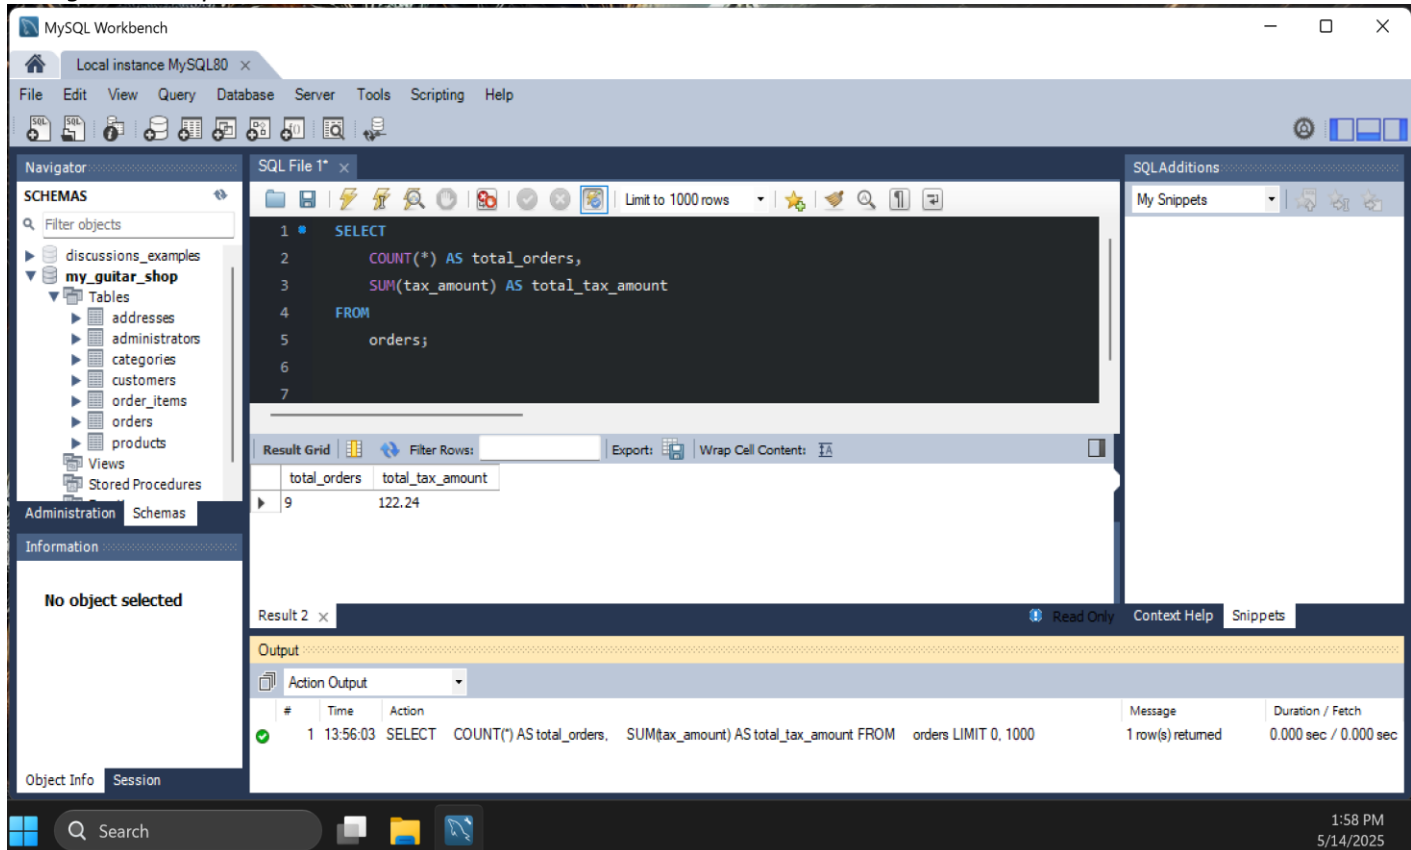 MySQL Workbench
Local instance MySQL80
File Edit View Query Database Server Tools Scripting Help
Navigator
SCHEMAS
Filter objects
discussions_examples
my_guitar_shop
Tables
addresses
administrators
categories
customers
order_items
orders
products
Views
Stored Procedures
Administration Schemas
Information
No object selected
Object Info Session
SQL File 1*
Limit to 1000 rows
1 SELECT
2 COUNT(*) AS total_orders,
3 SUM(tax_amount) AS total_tax_amount
4 FROM
5 orders;
6
7
Result Grid Filter Rows: Export: Wrap Cell Content:
total_orders total_tax_amount
9 122.24
Result 2 Read Only
SQLAdditions
My Snippets
Context Help Snippets
Output
Action Output
# Time Action Message Duration / Fetch
1 13:56:03 SELECT COUNT(*) AS total_orders, SUM(tax_amount) AS total_tax_amount FROM orders LIMIT 0, 1000 1 row(s) returned 0.000 sec / 0.000 sec
Search
1:58 PM
5/14/2025